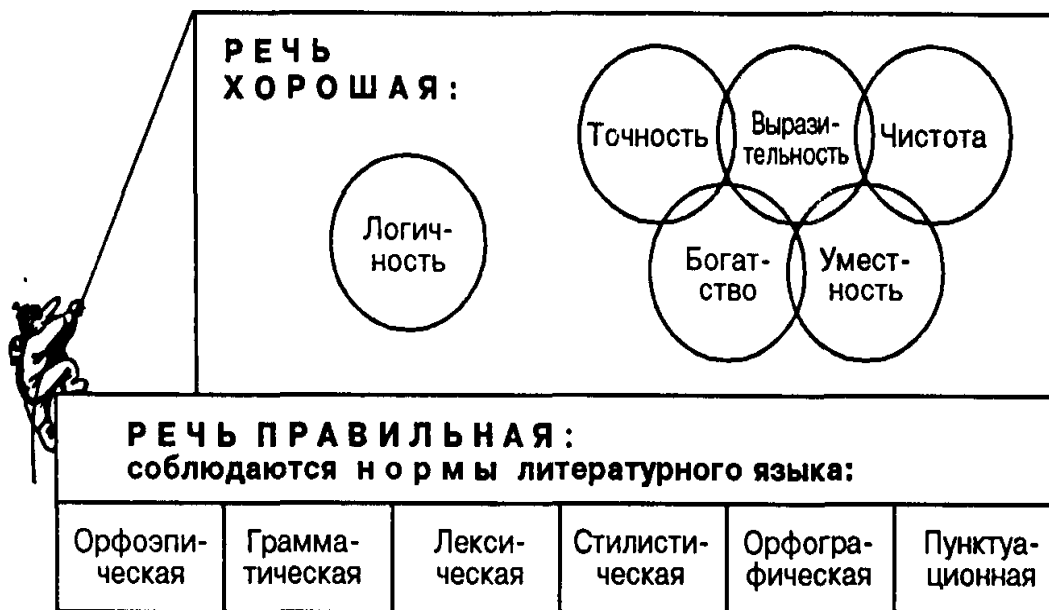 РЕЧЬ
ХОРОШАЯ:
Точность
Вырази-
тельность
Чистота
Логич-
ность
Богат-
ство
Умест-
ность
РЕЧЬ ПРАВИЛЬНАЯ:
соблюдаются нормы литературного языка:
Орфоэпи-
ческая
Грамма-
тическая
Лекси-
ческая
Стилисти-
ческая
Орфогра-
фическая
Пунктуа-
ционная